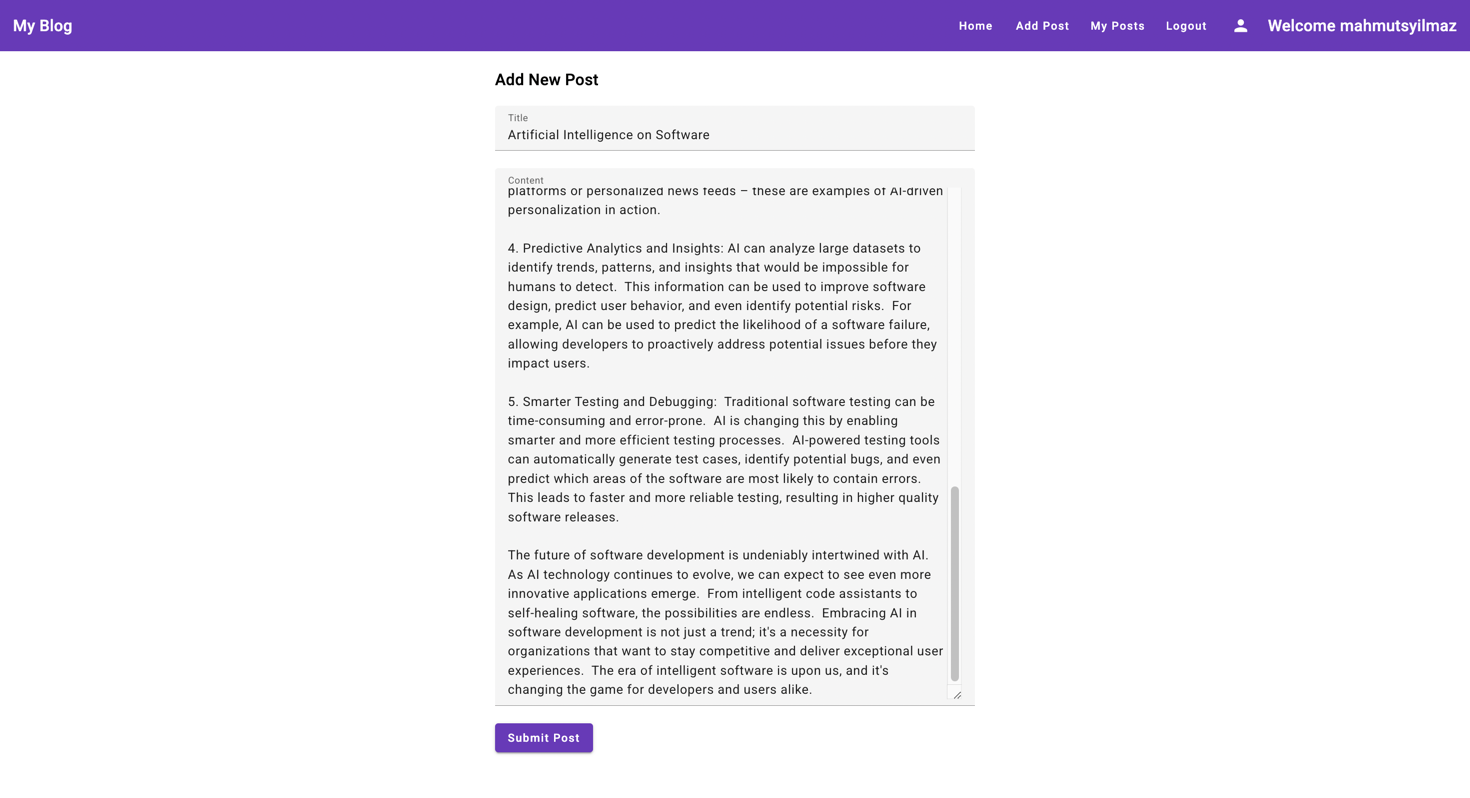 My Blog
Home
Add Post
My Posts
Logout
Welcome mahmutsyilmaz
Add New Post
Title
Artificial Intelligence on Software
Content
platforms or personalized news feeds – these are examples of AI-driven
personalization in action.
4. Predictive Analytics and Insights: AI can analyze large datasets to
identify trends, patterns, and insights that would be impossible for
humans to detect.  This information can be used to improve software
design, predict user behavior, and even identify potential risks.  For
example, AI can be used to predict the likelihood of a software failure,
allowing developers to proactively address potential issues before they
impact users.
5. Smarter Testing and Debugging:  Traditional software testing can be
time-consuming and error-prone.  AI is changing this by enabling
smarter and more efficient testing processes.  AI-powered testing tools
can automatically generate test cases, identify potential bugs, and even
predict which areas of the software are most likely to contain errors.
This leads to faster and more reliable testing, resulting in higher quality
software releases.
The future of software development is undeniably intertwined with AI.
As AI technology continues to evolve, we can expect to see even more
innovative applications emerge.  From intelligent code assistants to
self-healing software, the possibilities are endless.  Embracing AI in
software development is not just a trend; it's a necessity for
organizations that want to stay competitive and deliver exceptional user
experiences.  The era of intelligent software is upon us, and it's
changing the game for developers and users alike.
Submit Post